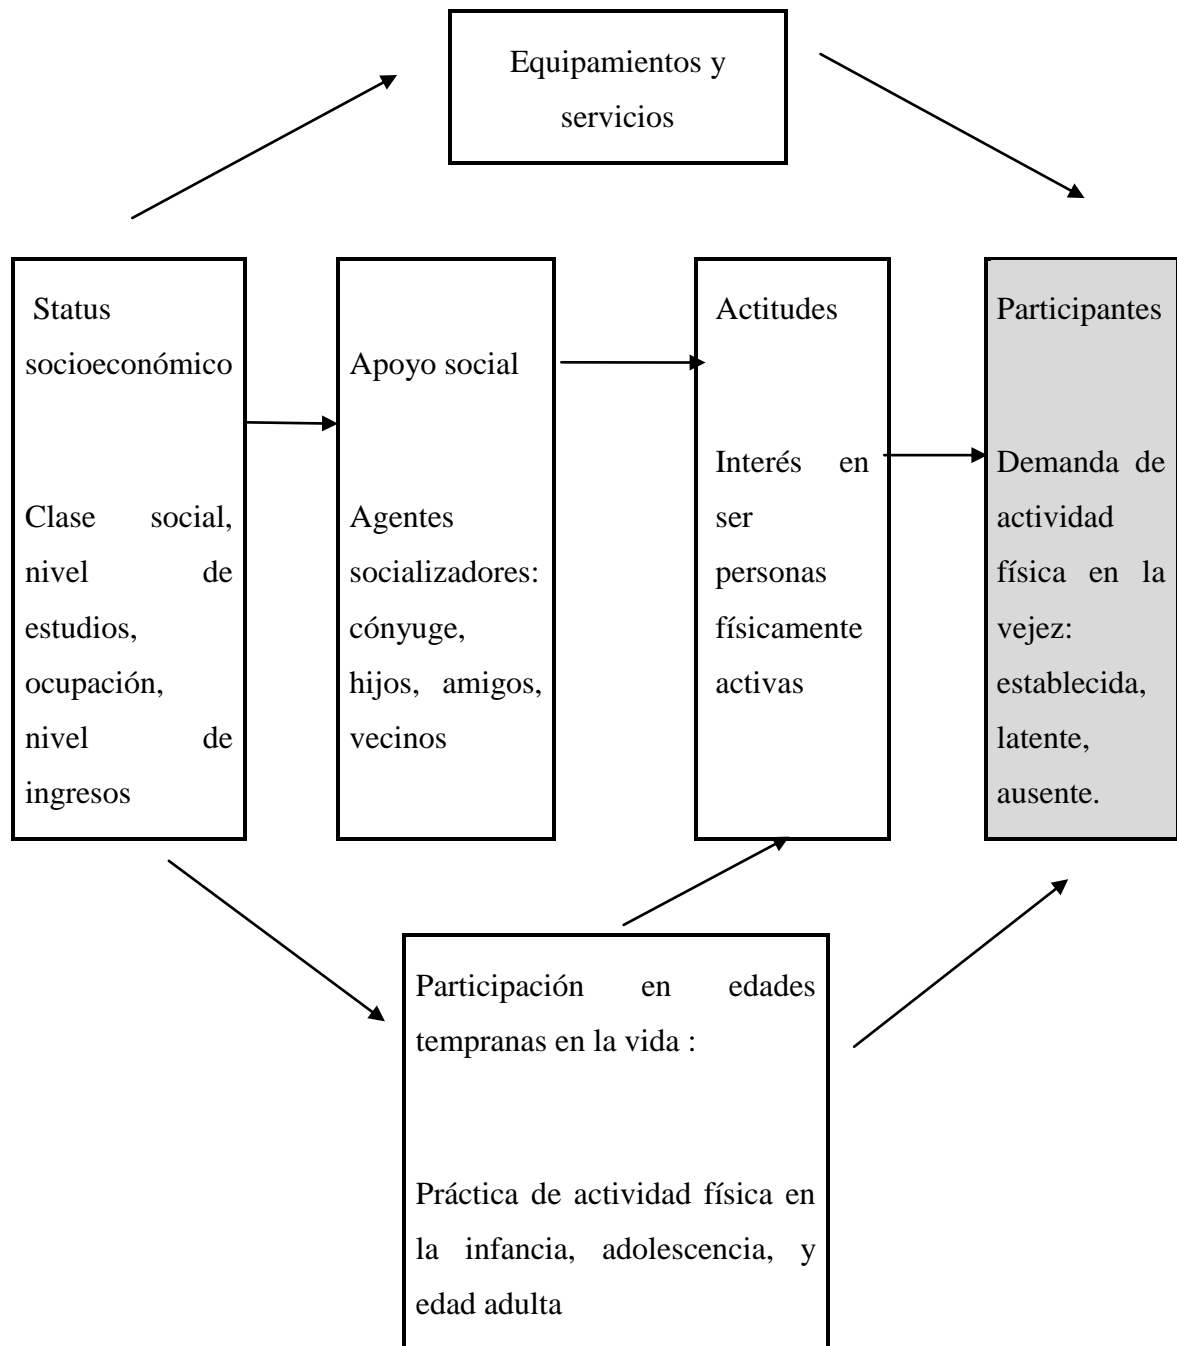 Equipamientos y
servicios
Status
socioeconómico
Clase social,
nivel de
estudios,
ocupación,
nivel de
ingresos
Apoyo social
Agentes
socializadores:
cónyuge,
hijos, amigos,
vecinos
Actitudes
Interés en
ser
personas
físicamente
activas
Participantes
Demanda de
actividad
física en la
vejez:
establecida,
latente,
ausente.
Participación en edades
tempranas en la vida :
Práctica de actividad física en
la infancia, adolescencia, y
edad adulta